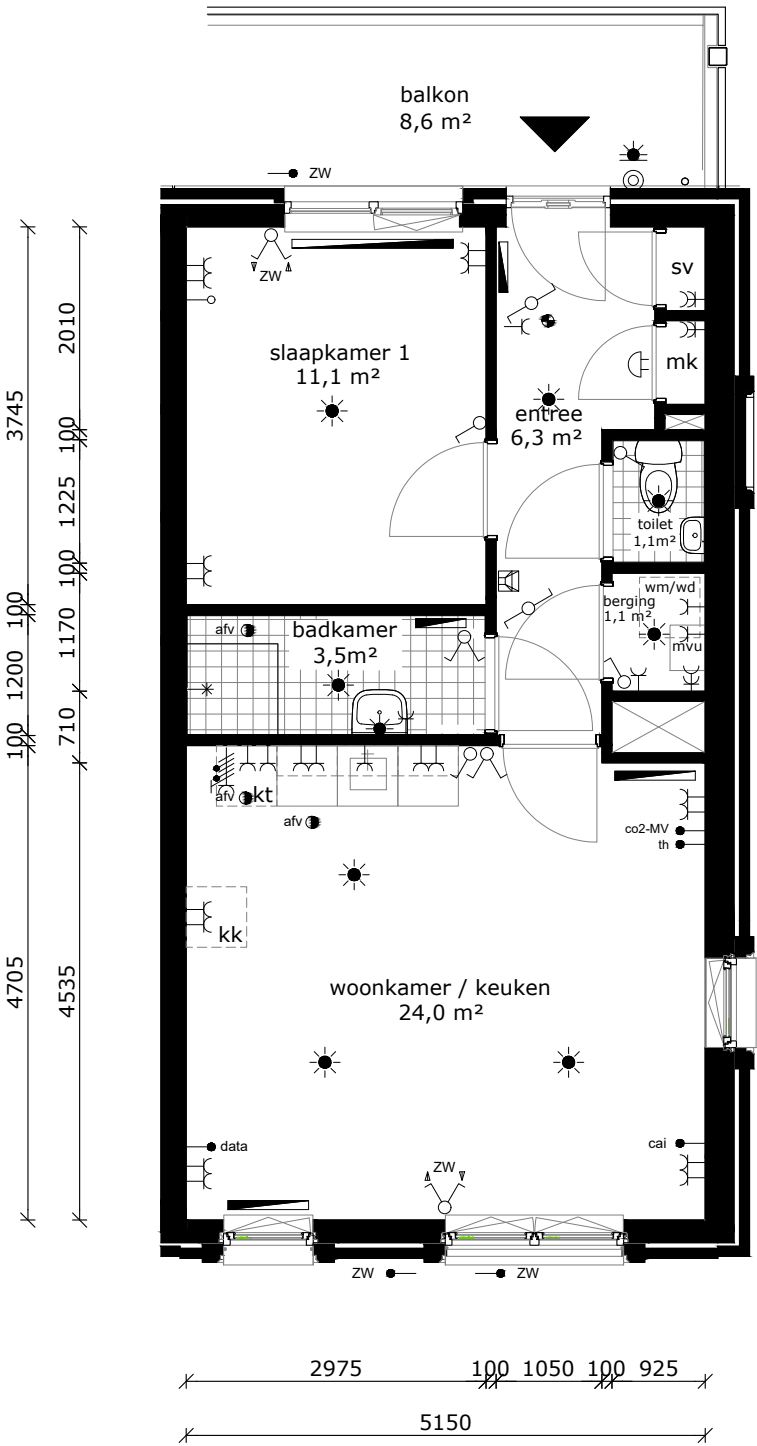 balkon
8,6 m²
ZW
sv
ZW
mk
slaapkamer 1
11,1 m²
entree
6,3 m²
toilet
1,1m²
wm/wd
berging
1,1 m²
mvu
afv
badkamer
3,5m²
afv
kt
afv
co2-MV
th
kk
woonkamer / keuken
24,0 m²
data
cai
ZW
ZW
ZW
3745
100
1200
100
4705
2010
100
1225
100
1170
710
4535
2975
100
1050
100
925
5150